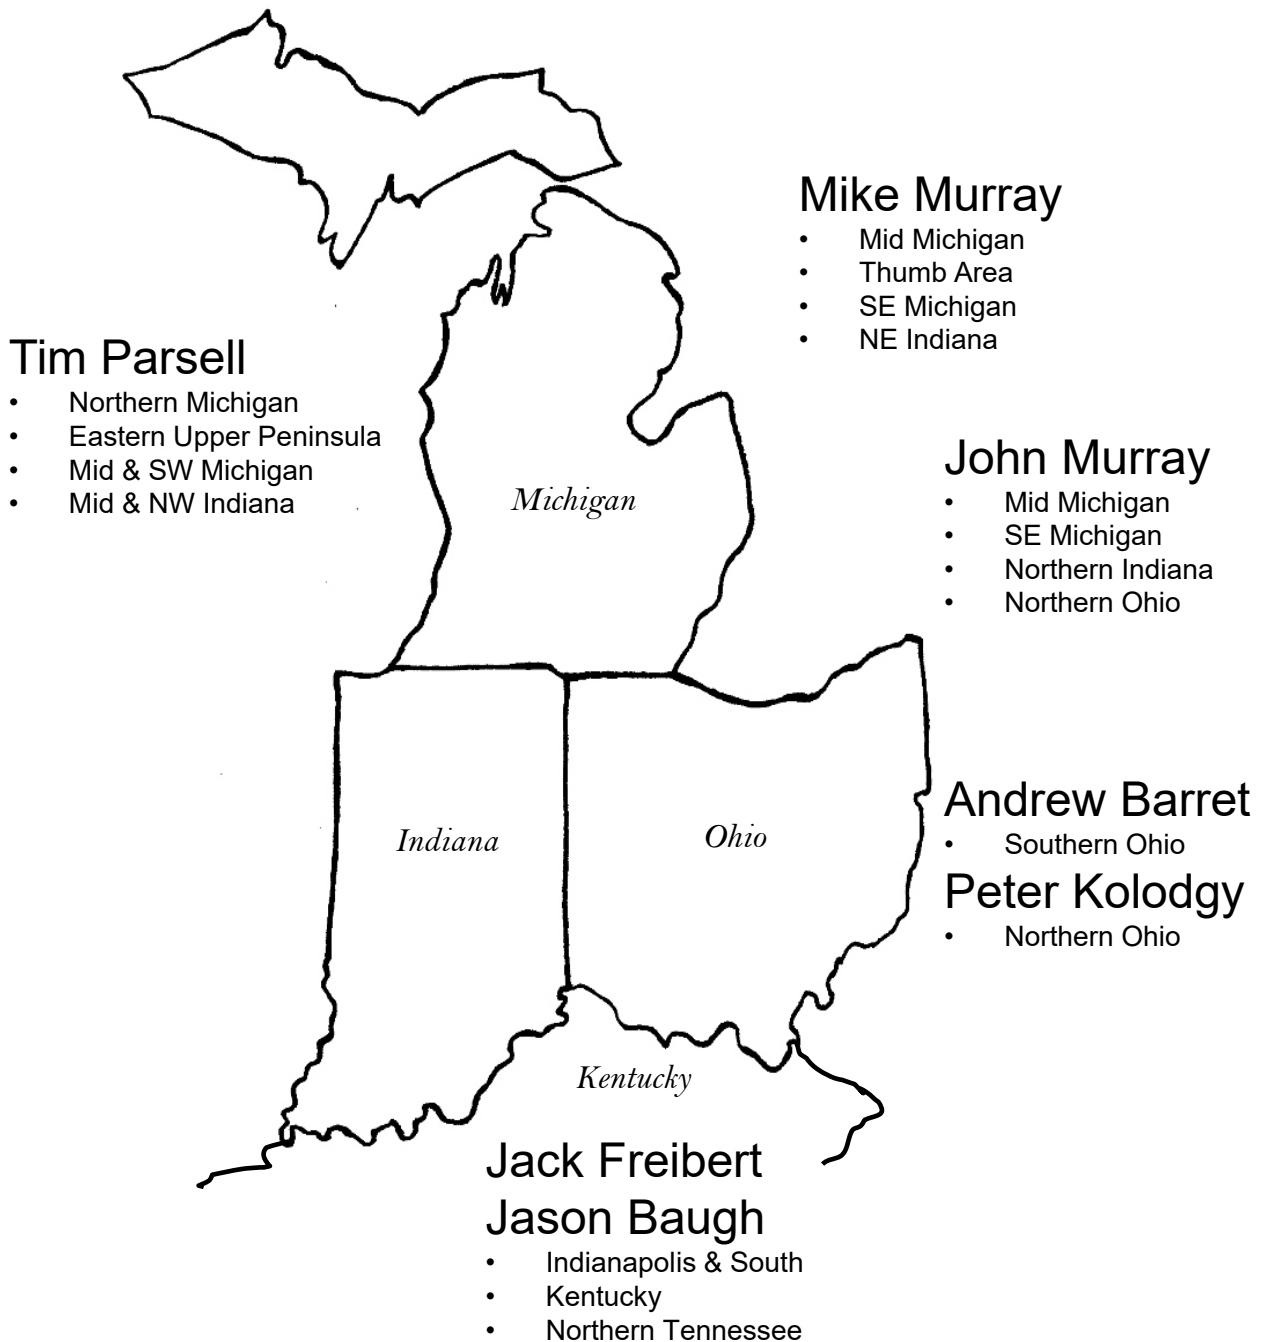 Mike Murray
• Mid Michigan
• Thumb Area
• SE Michigan
• NE Indiana
Tim Parsell
• Northern Michigan
• Eastern Upper Peninsula
• Mid & SW Michigan
• Mid & NW Indiana
Michigan
John Murray
• Mid Michigan
• SE Michigan
• Northern Indiana
• Northern Ohio
Indiana
Ohio
Andrew Barret
• Southern Ohio
Peter Kolodgy
• Northern Ohio
Kentucky
Jack Freibert
Jason Baugh
• Indianapolis & South
• Kentucky
• Northern Tennessee